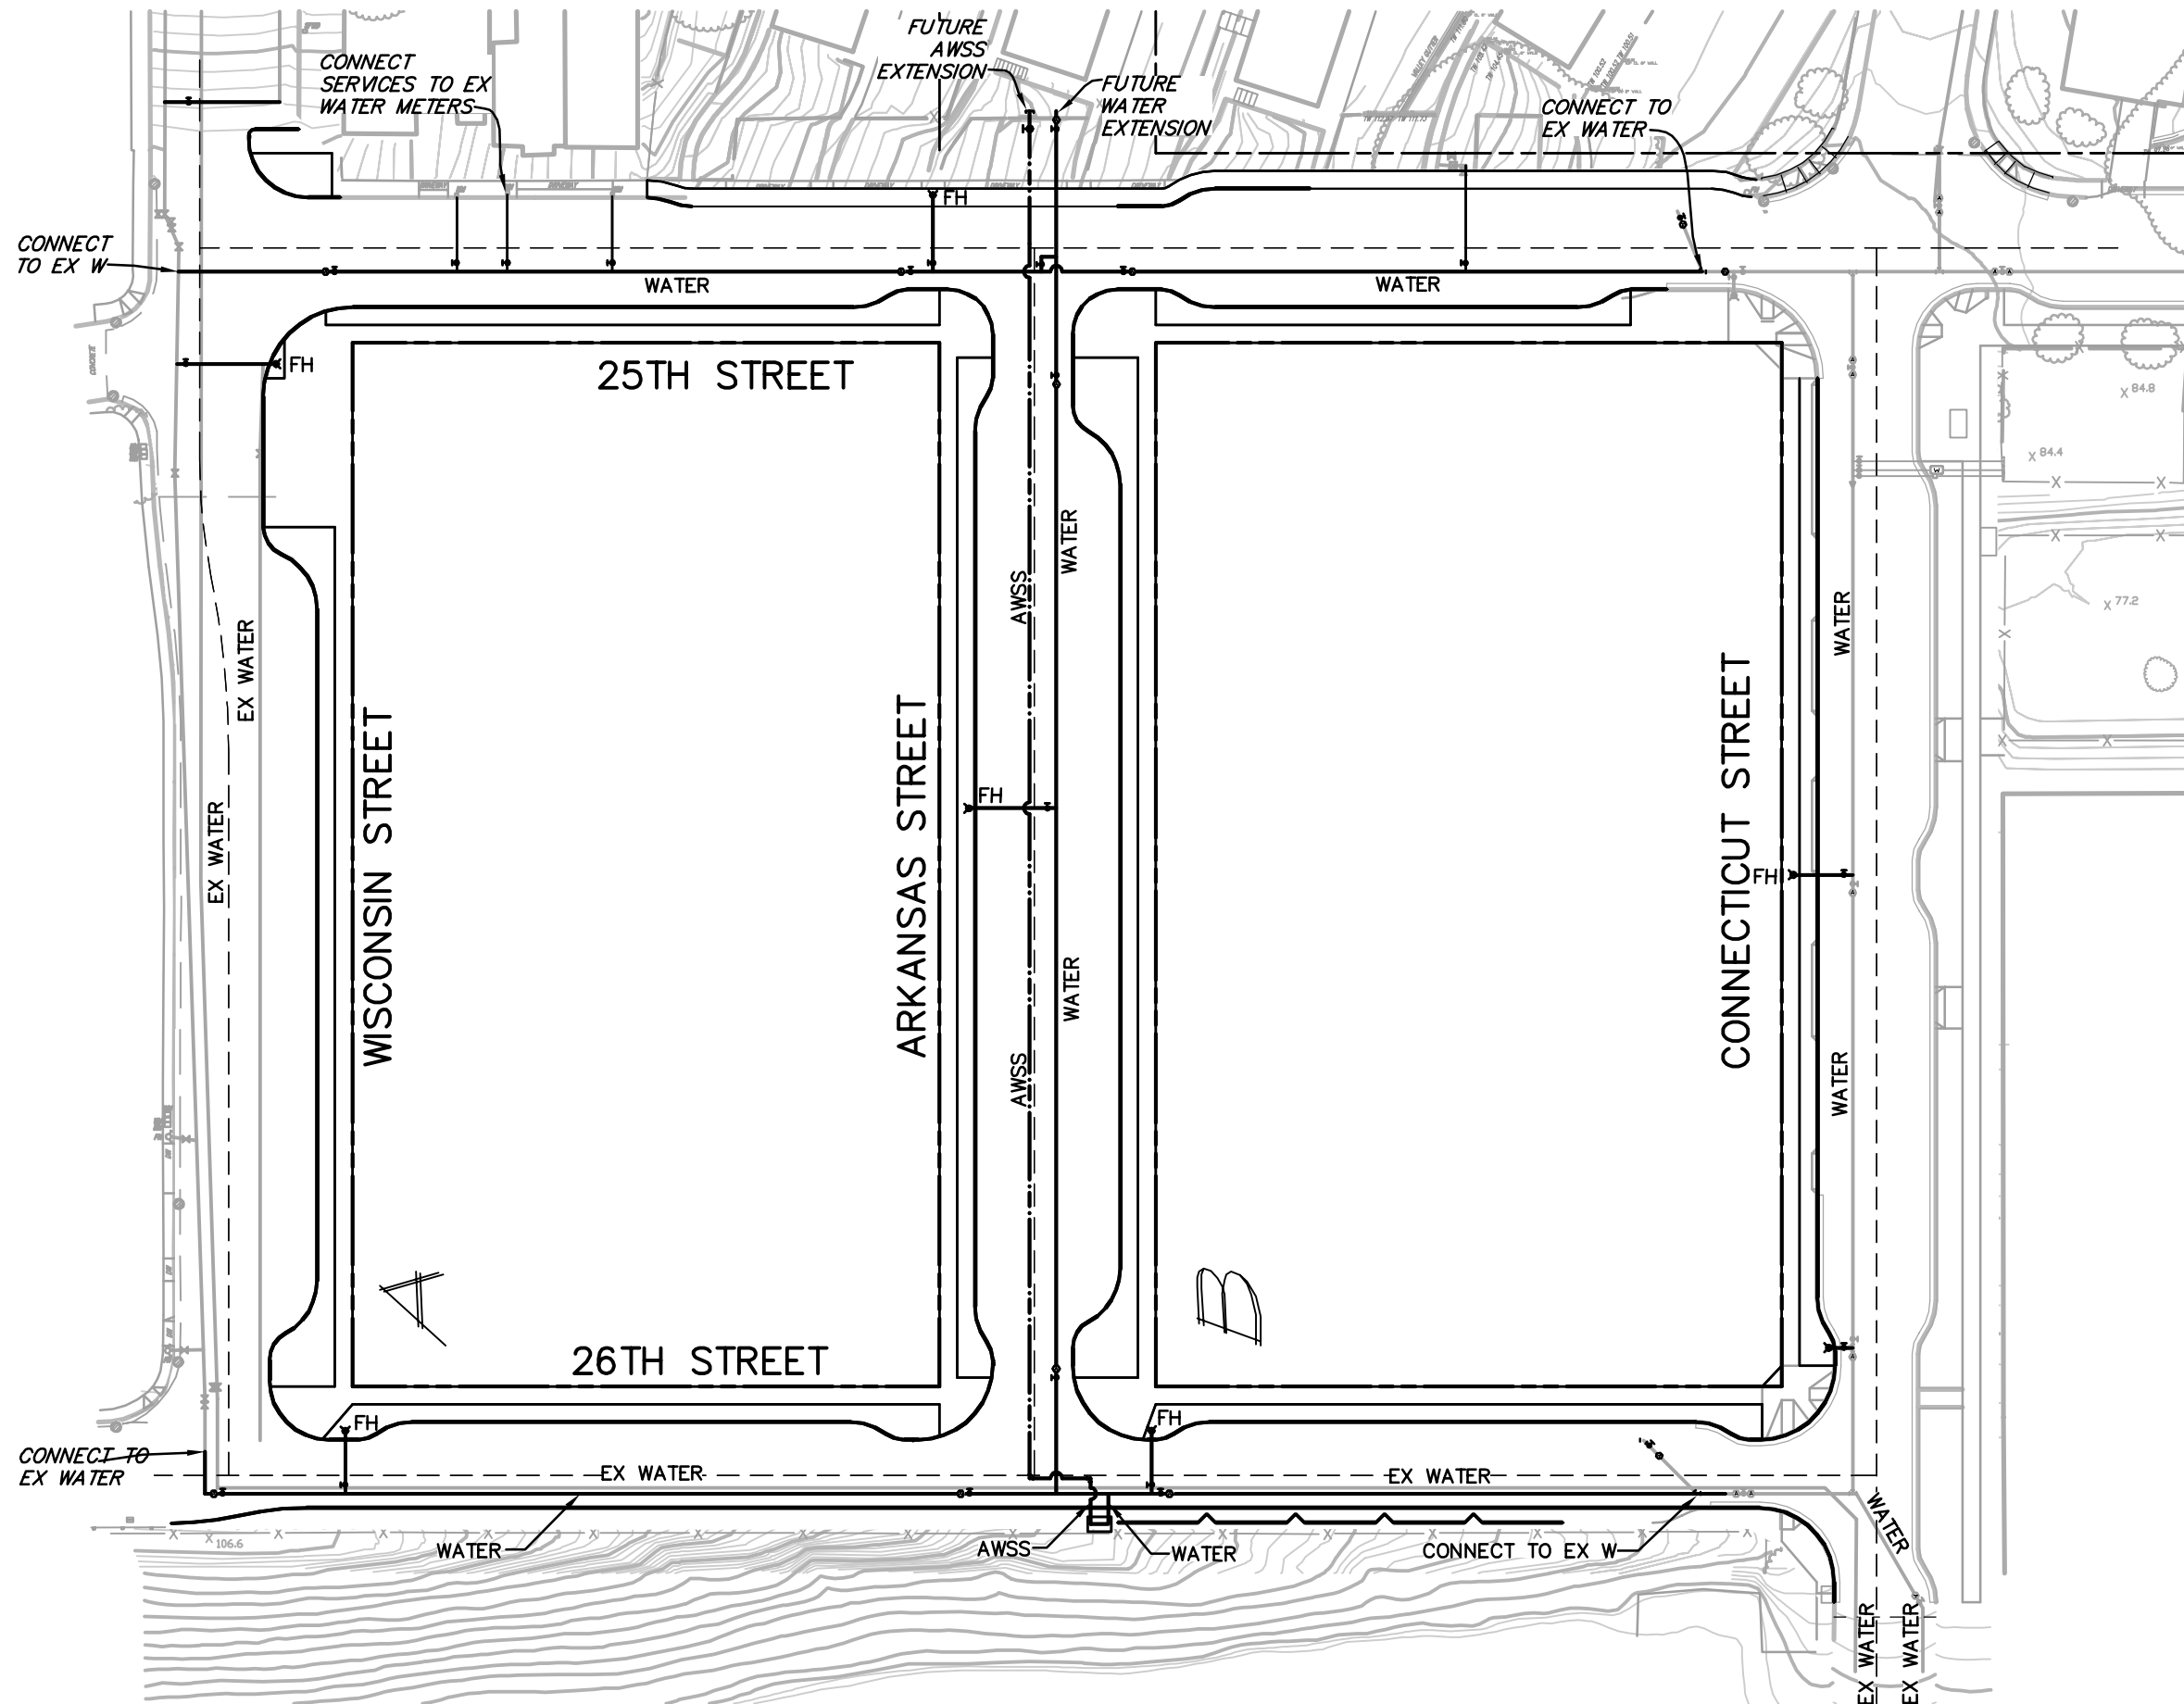 FUTURE
AWSS
EXTENSION
CONNECT
SERVICES TO EX
WATER METERS
FUTURE
WATER
EXTENSION
CONNECT TO
EX WATER
FH
CONNECT
TO EX W
WATER
WATER
FH
25TH STREET
84.8
84.4
WATER
AWSS
77.2
WATER
EX WATER
EX WATER
WISCONSIN STREET
ARKANSAS STREET
CONNECTICUT STREET
FH
FH
WATER
AWSS
WATER
A
B
26TH STREET
FH
FH
CONNECT TO
EX WATER
EX WATER
EX WATER
WATER
106.6
WATER
AWSS
WATER
CONNECT TO EX W
EX WATER
EX WATER